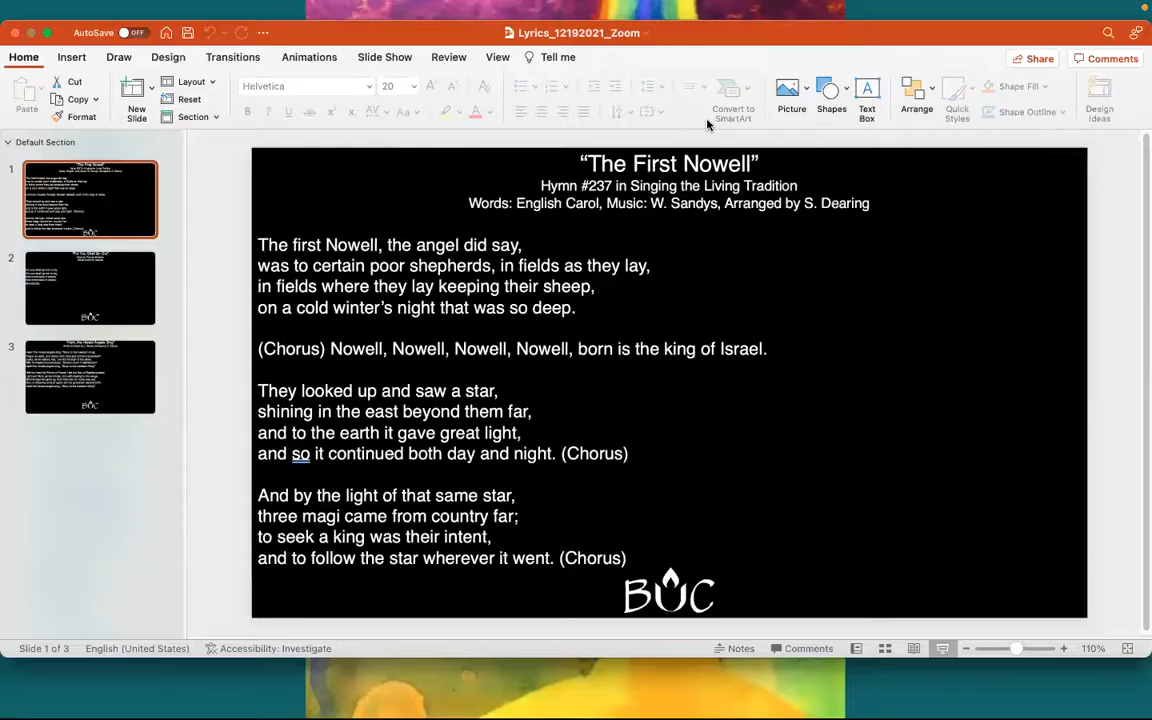 AutoSave OFF
Lyrics_12192021_Zoom
Home Insert Draw Design Transitions Animations Slide Show Review View Tell me
Share Comments
Paste
Cut
Copy
Format
New Slide
Layout
Reset
Section
Helvetica 20
Convert to SmartArt
Picture
Shapes
Text Box
Arrange
Quick Styles
Shape Fill
Shape Outline
Design Ideas
Default Section
1
2
3
“The First Nowell”
Hymn #237 in Singing the Living Tradition
Words: English Carol, Music: W. Sandys, Arranged by S. Dearing
The first Nowell, the angel did say,
was to certain poor shepherds, in fields as they lay,
in fields where they lay keeping their sheep,
on a cold winter’s night that was so deep.
(Chorus) Nowell, Nowell, Nowell, Nowell, born is the king of Israel.
They looked up and saw a star,
shining in the east beyond them far,
and to the earth it gave great light,
and so it continued both day and night. (Chorus)
And by the light of that same star,
three magi came from country far;
to seek a king was their intent,
and to follow the star wherever it went. (Chorus)
BUC
Slide 1 of 3 English (United States) Accessibility: Investigate
Notes Comments 110%